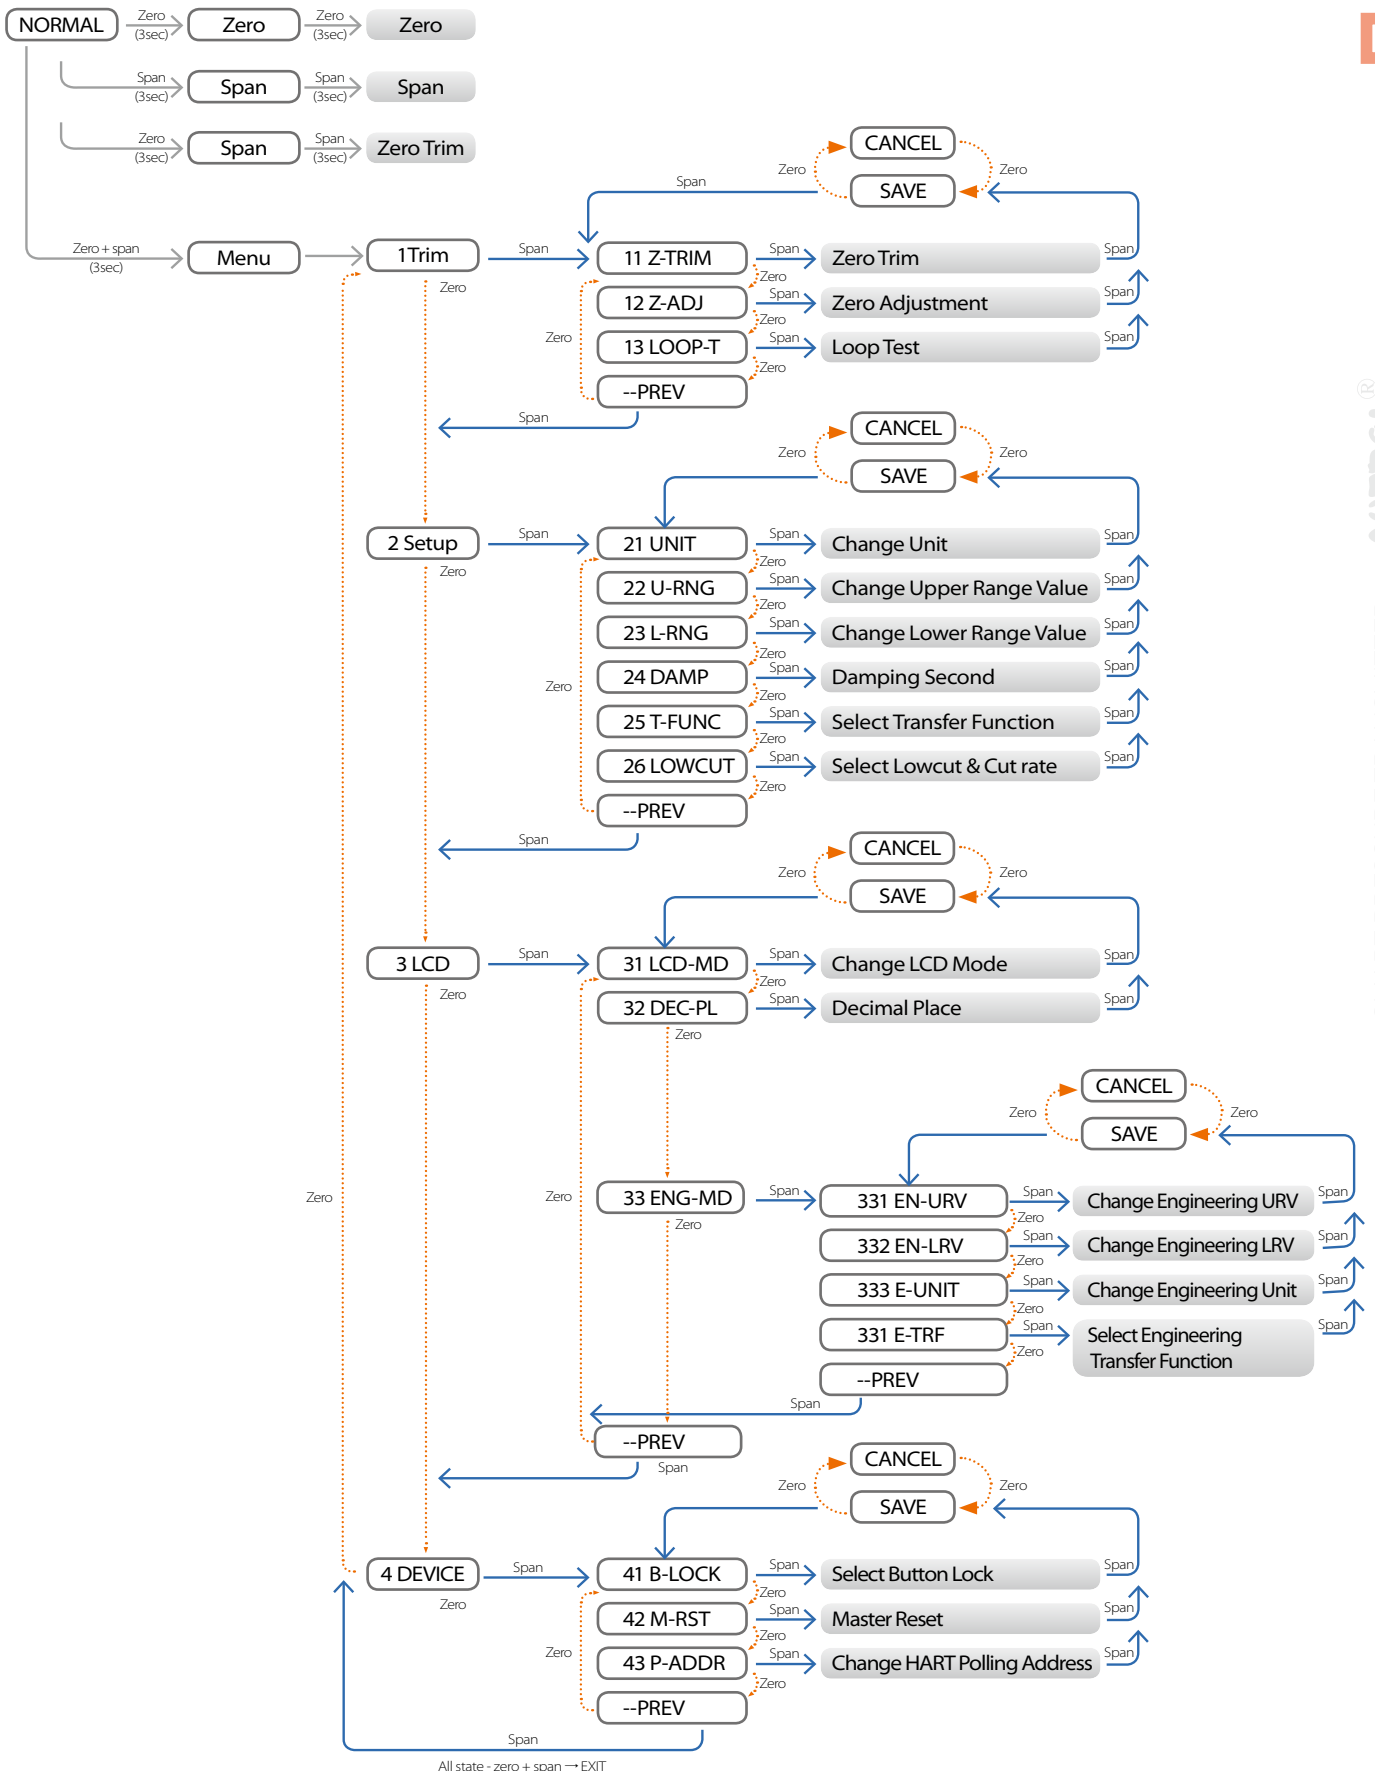 NORMAL Zero (3sec) Zero Zero (3sec) Zero
Span (3sec) Span Span (3sec) Span
Zero (3sec) Span Span (3sec) Zero Trim
Zero + span (3sec) Menu
CANCEL
Zero Zero
Span SAVE
1Trim Span 11 Z-TRIM Span Zero Trim Span
Zero Zero
12 Z-ADJ Span Zero Adjustment Span
Zero
Zero 13 LOOP-T Span Loop Test Span
Zero
--PREV
Span
CANCEL
Zero Zero
SAVE
2 Setup Span 21 UNIT Span Change Unit Span
Zero Zero
22 U-RNG Span Change Upper Range Value Span
Zero
23 L-RNG Span Change Lower Range Value Span
Zero
24 DAMP Span Damping Second Span
Zero Zero
25 T-FUNC Span Select Transfer Function Span
Zero
26 LOWCUT Span Select Lowcut & Cut rate Span
Zero
--PREV
Span
CANCEL
Zero Zero
SAVE
3 LCD Span 31 LCD-MD Span Change LCD Mode Span
Zero Zero
32 DEC-PL Span Decimal Place Span
Zero
CANCEL
Zero Zero
SAVE
Zero Zero 33 ENG-MD Span 331 EN-URV Span Change Engineering URV Span
Zero Zero
332 EN-LRV Span Change Engineering LRV Span
Zero
333 E-UNIT Span Change Engineering Unit Span
Zero
331 E-TRF Span Select Engineering Span
Transfer Function
Zero
--PREV
Span
--PREV
Span
CANCEL
Zero Zero
SAVE
4 DEVICE Span 41 B-LOCK Span Select Button Lock Span
Zero Zero
42 M-RST Span Master Reset Span
Zero
Zero 43 P-ADDR Span Change HART Polling Address Span
Zero
--PREV
Span
All state - zero + span → EXIT
®